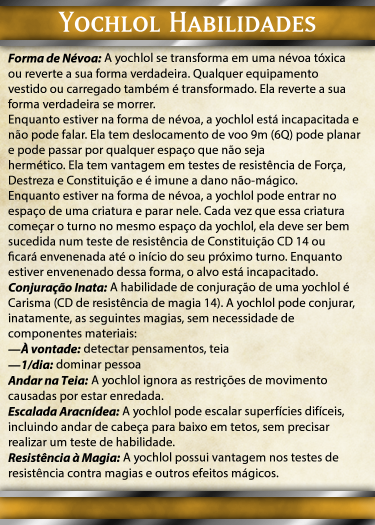 Yochlol Habilidades
Forma de Névoa: A yochlol se transforma em uma névoa tóxica
ou reverte a sua forma verdadeira. Qualquer equipamento
vestido ou carregado também é transformado. Ela reverte a sua
forma verdadeira se morrer.
Enquanto estiver na forma de névoa, a yochlol está incapacitada e
não pode falar. Ela tem deslocamento de voo 9m (6Q) pode planar
e pode passar por qualquer espaço que não seja
hermético. Ela tem vantagem em testes de resistência de Força,
Destreza e Constituição e é imune a dano não-mágico.
Enquanto estiver na forma de névoa, a yochlol pode entrar no
espaço de uma criatura e parar nele. Cada vez que essa criatura
começar o turno no mesmo espaço da yochlol, ela deve ser bem
sucedida num teste de resistência de Constituição CD 14 ou
ficará envenenada até o início do seu próximo turno. Enquanto
estiver envenenado dessa forma, o alvo está incapacitado.
Conjuração Inata: A habilidade de conjuração de uma yochlol é
Carisma (CD de resistência de magia 14). A yochlol pode conjurar,
inatamente, as seguintes magias, sem necessidade de
componentes materiais:
—À vontade: detectar pensamentos, teia
—1/dia: dominar pessoa
Andar na Teia: A yochlol ignora as restrições de movimento
causadas por estar enredada.
Escalada Aracnídea: A yochlol pode escalar superfícies difíceis,
incluindo andar de cabeça para baixo em tetos, sem precisar
realizar um teste de habilidade.
Resistência à Magia: A yochlol possui vantagem nos testes de
resistência contra magias e outros efeitos mágicos.